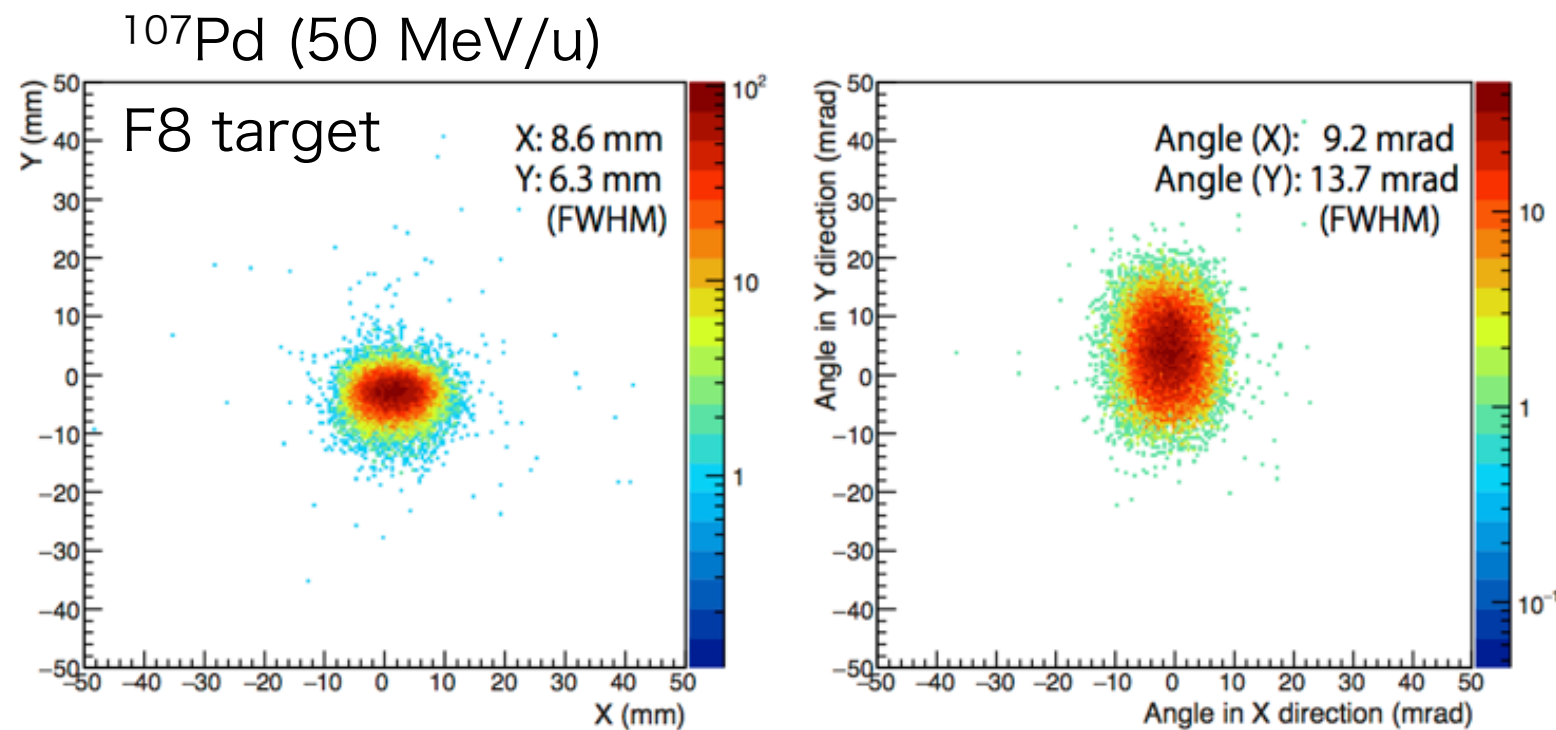 ¹⁰⁷Pd (50 MeV/u)
F8 target
X: 8.6 mm
Y: 6.3 mm
(FWHM)
Y (mm)
50
40
30
20
10
0
−10
−20
−30
−40
−50
−50 −40 −30 −20 −10 0 10 20 30 40 50
X (mm)
10²
10
1
Angle (X): 9.2 mrad
Angle (Y): 13.7 mrad
(FWHM)
Angle in Y direction (mrad)
50
40
30
20
10
0
−10
−20
−30
−40
−50
−50 −40 −30 −20 −10 0 10 20 30 40 50
Angle in X direction (mrad)
10
1
10⁻¹